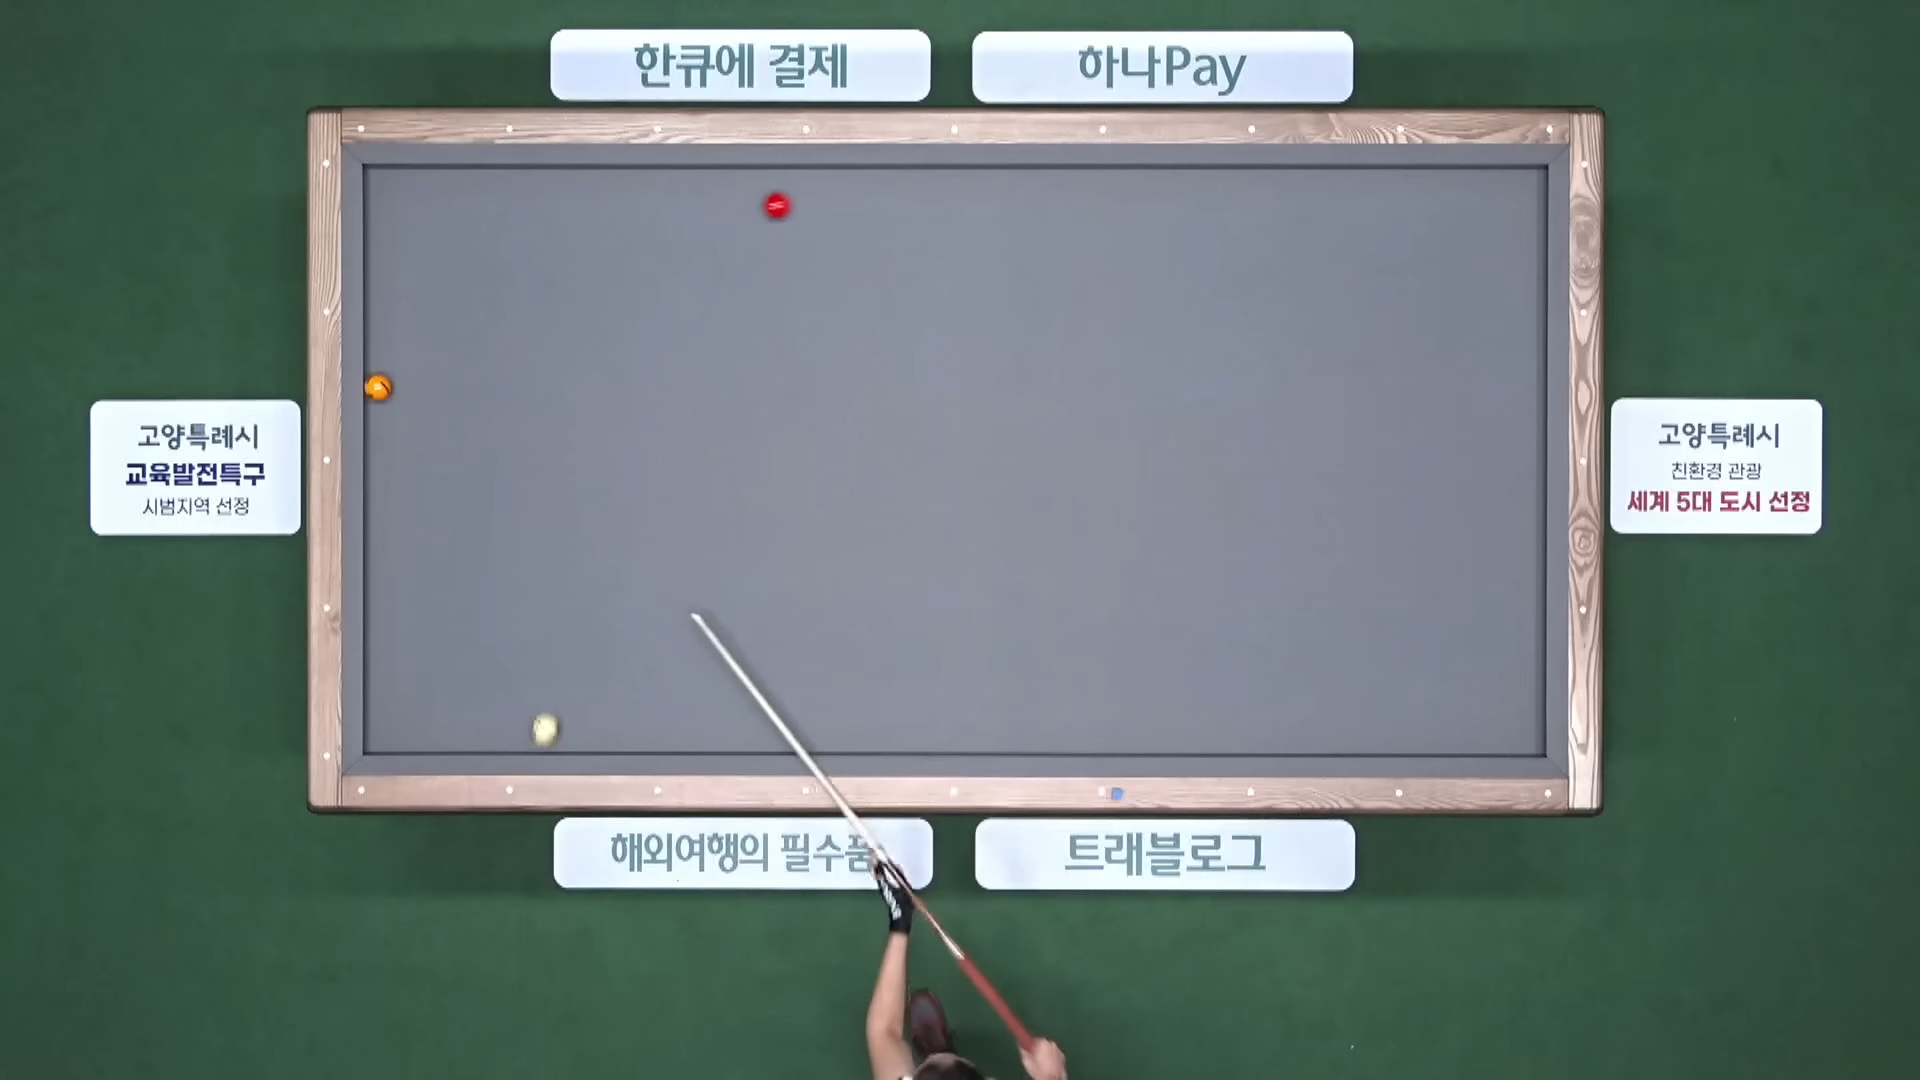 한큐에 결제
하나Pay
고양특례시
교육발전특구
시범지역 선정
고양특례시
친환경 관광
세계 5대 도시 선정
해외여행의 필수품
트래블로그